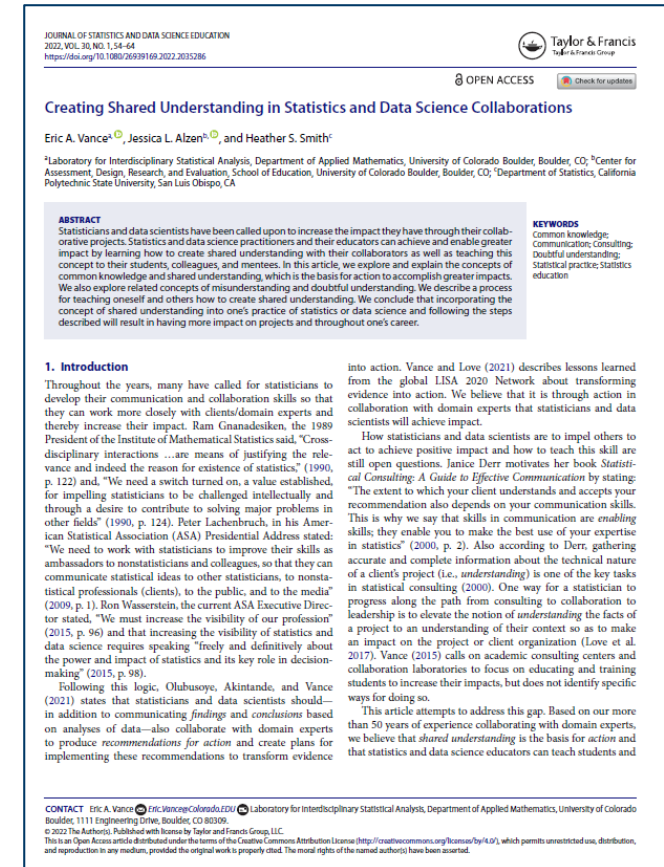 JOURNAL OF STATISTICS AND DATA SCIENCE EDUCATION
2022, VOL. 30, NO. 1, 54–64
https://doi.org/10.1080/26939169.2022.2035286
Taylor & Francis
Taylor & Francis Group
OPEN ACCESS
Check for updates
Creating Shared Understanding in Statistics and Data Science Collaborations
Eric A. Vanceᵃ, Jessica L. Alzenᵇ, and Heather S. Smithᶜ
ᵃLaboratory for Interdisciplinary Statistical Analysis, Department of Applied Mathematics, University of Colorado Boulder, Boulder, CO; ᵇCenter for
Assessment, Design, Research, and Evaluation, School of Education, University of Colorado Boulder, Boulder, CO; ᶜDepartment of Statistics, California
Polytechnic State University, San Luis Obispo, CA
ABSTRACT
Statisticians and data scientists have been called upon to increase the impact they have through their collab-
orative projects. Statistics and data science practitioners and their educators can achieve and enable greater
impact by learning how to create shared understanding with their collaborators as well as teaching this
concept to their students, colleagues, and mentees. In this article, we explore and explain the concepts of
common knowledge and shared understanding, which is the basis for action to accomplish greater impacts.
We also explore related concepts of misunderstanding and doubtful understanding. We describe a process
for teaching oneself and others how to create shared understanding. We conclude that incorporating the
concept of shared understanding into one's practice of statistics or data science and following the steps
described will result in having more impact on projects and throughout one's career.
KEYWORDS
Common knowledge;
Communication; Consulting;
Doubtful understanding;
Statistical practice; Statistics
education
1. Introduction
Throughout the years, many have called for statisticians to
develop their communication and collaboration skills so that
they can work more closely with clients/domain experts and
thereby increase their impact. Ram Gnanadesiken, the 1989
President of the Institute of Mathematical Statistics said, "Cross-
disciplinary interactions …are means of justifying the rele-
vance and indeed the reason for existence of statistics," (1990,
p. 122) and, "We need a switch turned on, a value established,
for impelling statisticians to be challenged intellectually and
through a desire to contribute to solving major problems in
other fields" (1990, p. 124). Peter Lachenbruch, in his Amer-
ican Statistical Association (ASA) Presidential Address stated:
"We need to work with statisticians to improve their skills as
ambassadors to nonstatisticians and colleagues, so that they can
communicate statistical ideas to other statisticians, to nonsta-
tistical professionals (clients), to the public, and to the media"
(2009, p. 1). Ron Wasserstein, the current ASA Executive Direc-
tor stated, "We must increase the visibility of our profession"
(2015, p. 96) and that increasing the visibility of statistics and
data science requires speaking "freely and definitively about
the power and impact of statistics and its key role in decision-
making" (2015, p. 98).
Following this logic, Olubusoye, Akintande, and Vance
(2021) states that statisticians and data scientists should—
in addition to communicating findings and conclusions based
on analyses of data—also collaborate with domain experts
to produce recommendations for action and create plans for
implementing these recommendations to transform evidence
into action. Vance and Love (2021) describes lessons learned
from the global LISA 2020 Network about transforming
evidence into action. We believe that it is through action in
collaboration with domain experts that statisticians and data
scientists will achieve impact.
How statisticians and data scientists are to impel others to
act to achieve positive impact and how to teach this skill are
still open questions. Janice Derr motivates her book Statisti-
cal Consulting: A Guide to Effective Communication by stating:
"The extent to which your client understands and accepts your
recommendation also depends on your communication skills.
This is why we say that skills in communication are enabling
skills; they enable you to make the best use of your expertise
in statistics" (2000, p. 2). Also according to Derr, gathering
accurate and complete information about the technical nature
of a client's project (i.e., understanding) is one of the key tasks
in statistical consulting (2000). One way for a statistician to
progress along the path from consulting to collaboration to
leadership is to elevate the notion of understanding the facts of
a project to an understanding of their context so as to make
an impact on the project or client organization (Love et al.
2017). Vance (2015) calls on academic consulting centers and
collaboration laboratories to focus on educating and training
students to increase their impacts, but does not identify specific
ways for doing so.
This article attempts to address this gap. Based on our more
than 50 years of experience collaborating with domain experts,
we believe that shared understanding is the basis for action and
that statistics and data science educators can teach students and
CONTACT Eric A. Vance Eric.Vance@Colorado.EDU Laboratory for Interdisciplinary Statistical Analysis, Department of Applied Mathematics, University of Colorado
Boulder, 1111 Engineering Drive, Boulder, CO 80309.
© 2022 The Author(s). Published with license by Taylor and Francis Group, LLC.
This is an Open Access article distributed under the terms of the Creative Commons Attribution License (http://creativecommons.org/licenses/by/4.0/), which permits unrestricted use, distribution,
and reproduction in any medium, provided the original work is properly cited. The moral rights of the named author(s) have been asserted.